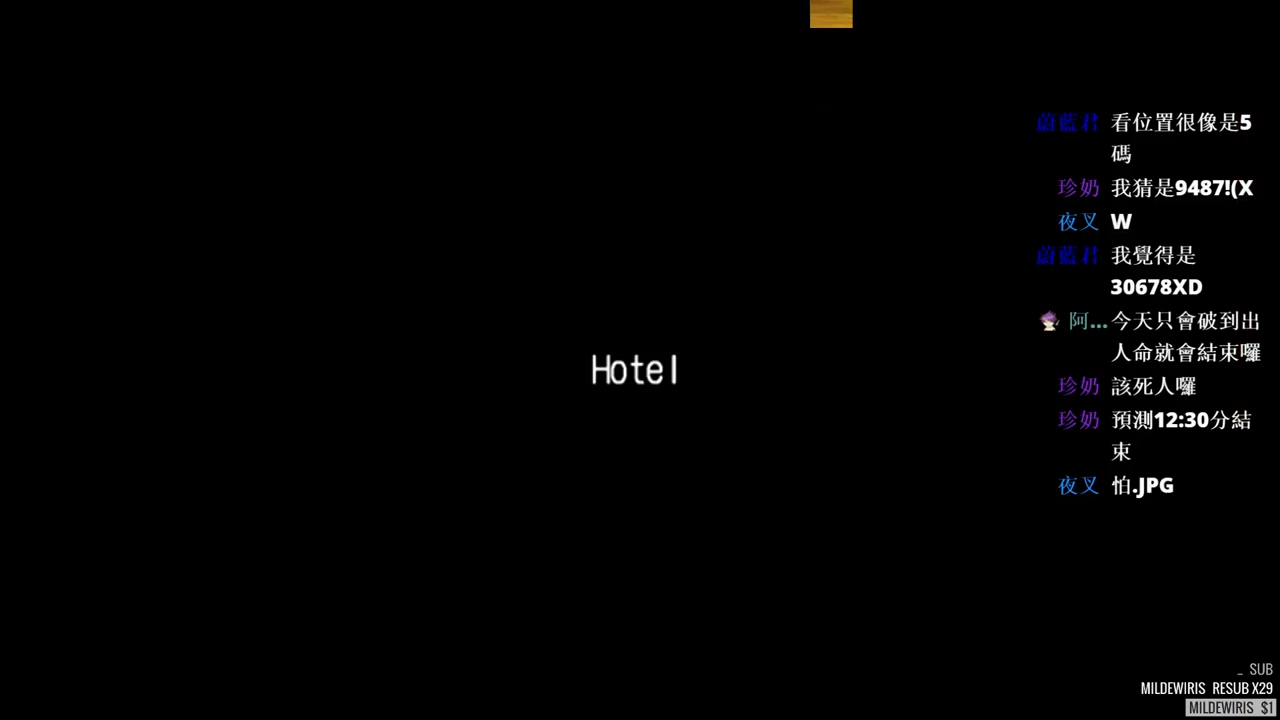 蔚藍君 看位置很像是5
碼
珍奶 我猜是9487!(X
夜叉 W
蔚藍君 我覺得是
30678XD
阿... 今天只會破到出
人命就會結束囉
珍奶 該死人囉
珍奶 預測12:30分結
束
夜叉 怕.JPG
Hotel
_ SUB
MILDEWIRIS RESUB X29
MILDEWIRIS $1